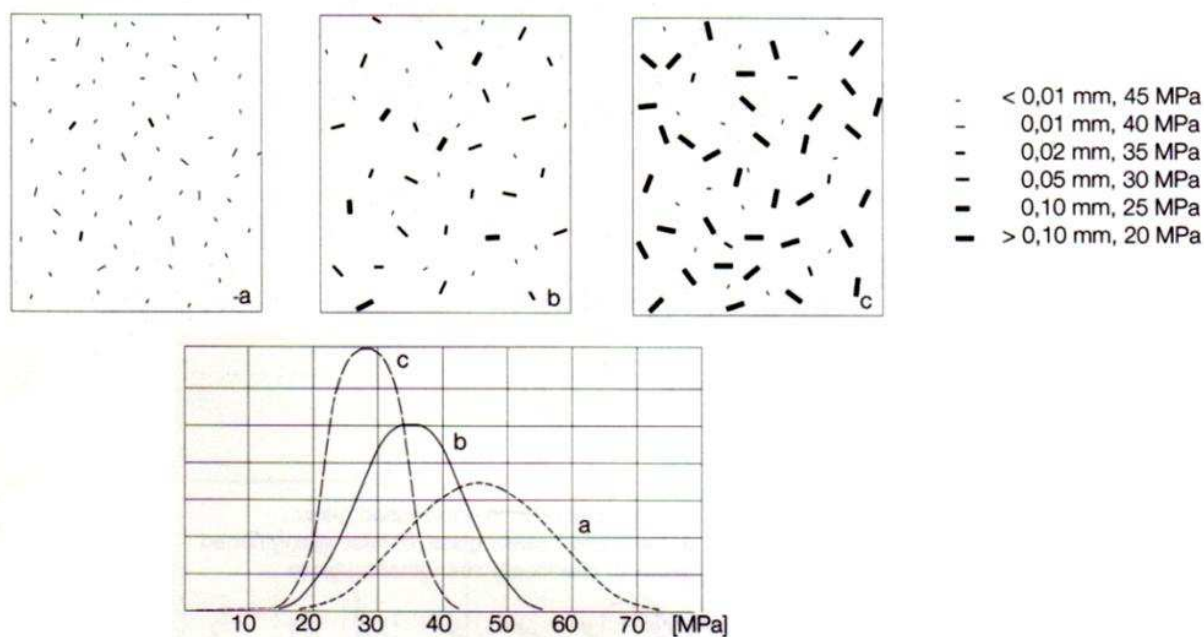 -a
b
c
< 0,01 mm, 45 MPa
0,01 mm, 40 MPa
0,02 mm, 35 MPa
0,05 mm, 30 MPa
0,10 mm, 25 MPa
> 0,10 mm, 20 MPa
c
b
a
10 20 30 40 50 60 70 [MPa]